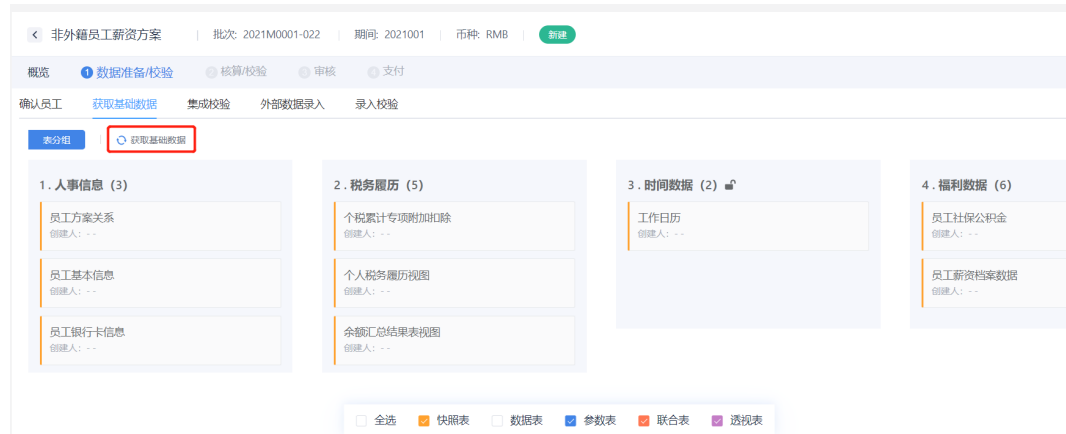 非外籍员工薪资方案 批次: 2021M0001-022 期间: 2021001 币种: RMB 新建
概览 1 数据准备/校验 2 核算/校验 3 审核 4 支付
确认员工 获取基础数据 集成校验 外部数据录入 录入校验
表分组 获取基础数据
1 . 人事信息 (3)
员工方案关系
创建人: - -
员工基本信息
创建人: - -
员工银行卡信息
创建人: - -
2 . 税务履历 (5)
个税累计专项附加扣除
创建人: - -
个人税务履历视图
创建人: - -
余额汇总结果表视图
创建人: - -
3 . 时间数据 (2)
工作日历
创建人: - -
4 . 福利数据 (6)
员工社保公积金
创建人: - -
员工薪资档案数据
创建人: - -
全选 快照表 数据表 参数表 联合表 透视表